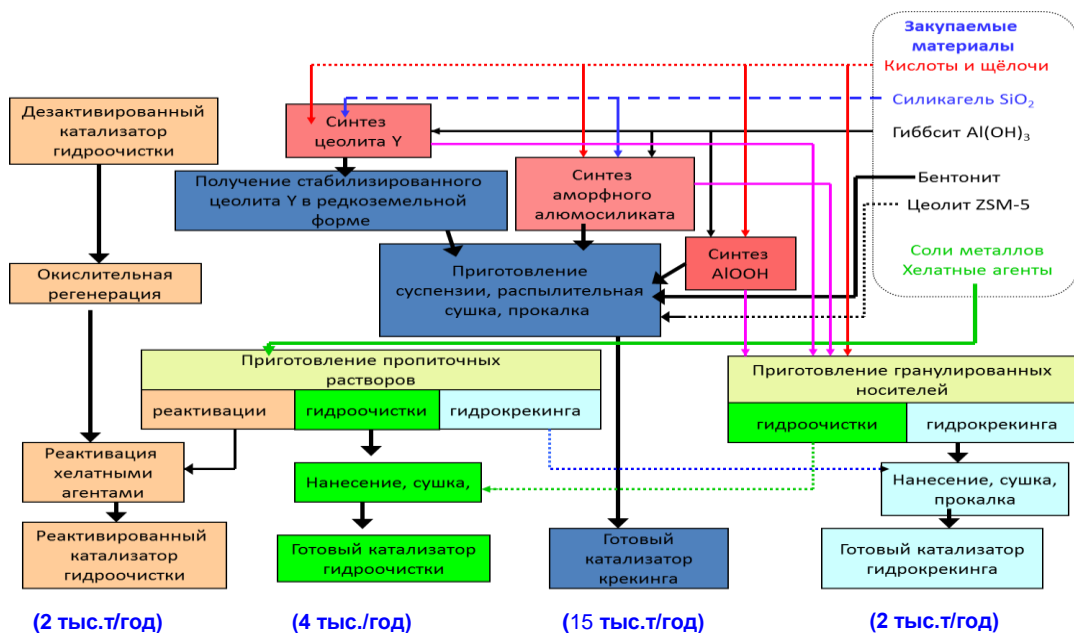 Закупаемые
материалы
Кислоты и щёлочи
Силикагель SiO₂
Гиббсит Al(OH)₃
Бентонит
Цеолит ZSM-5
Соли металлов
Хелатные агенты
Дезактивированный
катализатор
гидроочистки
Синтез
цеолита Y
Получение стабилизированного
цеолита Y в редкоземельной
форме
Синтез
аморфного
алюмосиликата
Синтез
AlOOH
Окислительная
регенерация
Приготовление
суспензии, распылительная
сушка, прокалка
Приготовление пропиточных
растворов
реактивации
гидроочистки
гидрокрекинга
Приготовление гранулированных
носителей
гидроочистки
гидрокрекинга
Реактивация
хелатными
агентами
Нанесение, сушка,
Нанесение, сушка,
прокалка
Реактивированный
катализатор
гидроочистки
Готовый катализатор
гидроочистки
Готовый
катализатор
крекинга
Готовый катализатор
гидрокрекинга
(2 тыс.т/год)
(4 тыс./год)
(15 тыс.т/год)
(2 тыс.т/год)